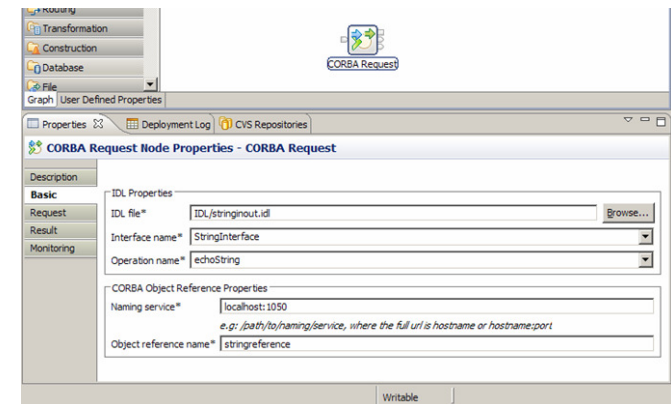 Routing
Transformation
Construction
Database
File
CORBA Request
Graph User Defined Properties
Properties Deployment Log CVS Repositories
CORBA Request Node Properties - CORBA Request
Description
Basic
Request
Result
Monitoring
IDL Properties
IDL file* IDL/stringinout.idl Browse...
Interface name* StringInterface
Operation name* echoString
CORBA Object Reference Properties
Naming service* localhost:1050
e.g: /path/to/naming/service, where the full url is hostname or hostname:port
Object reference name* stringreference
Writable